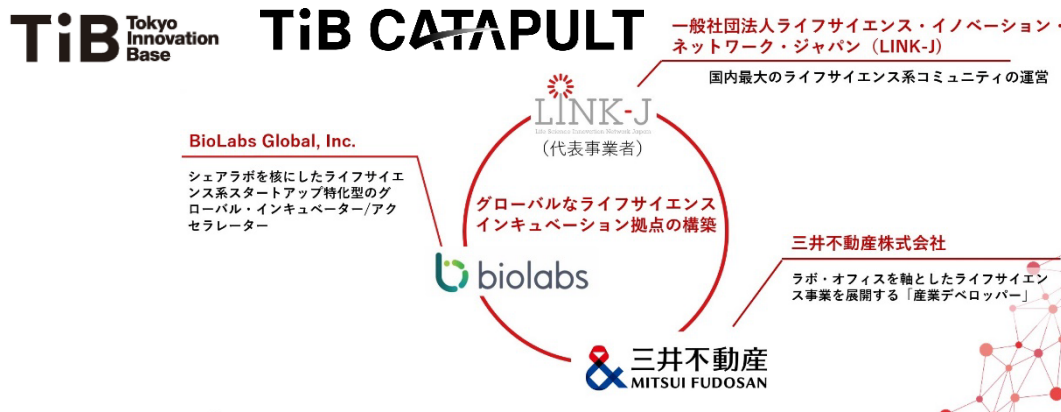 TiB Tokyo Innovation Base
TiB CATAPULT
一般社団法人ライフサイエンス・イノベーション・
ネットワーク・ジャパン（LINK-J）
国内最大のライフサイエンス系コミュニティの運営
LINK-J
Life Science Innovation Network Japan
（代表事業者）
BioLabs Global, Inc.
シェアラボを核にしたライフサイエ
ンス系スタートアップ特化型のグ
ローバル・インキュベーター/アク
セラレーター
グローバルなライフサイエンス
インキュベーション拠点の構築
biolabs
三井不動産株式会社
ラボ・オフィスを軸としたライフサイエン
ス事業を展開する「産業デベロッパー」
三井不動産
MITSUI FUDOSAN